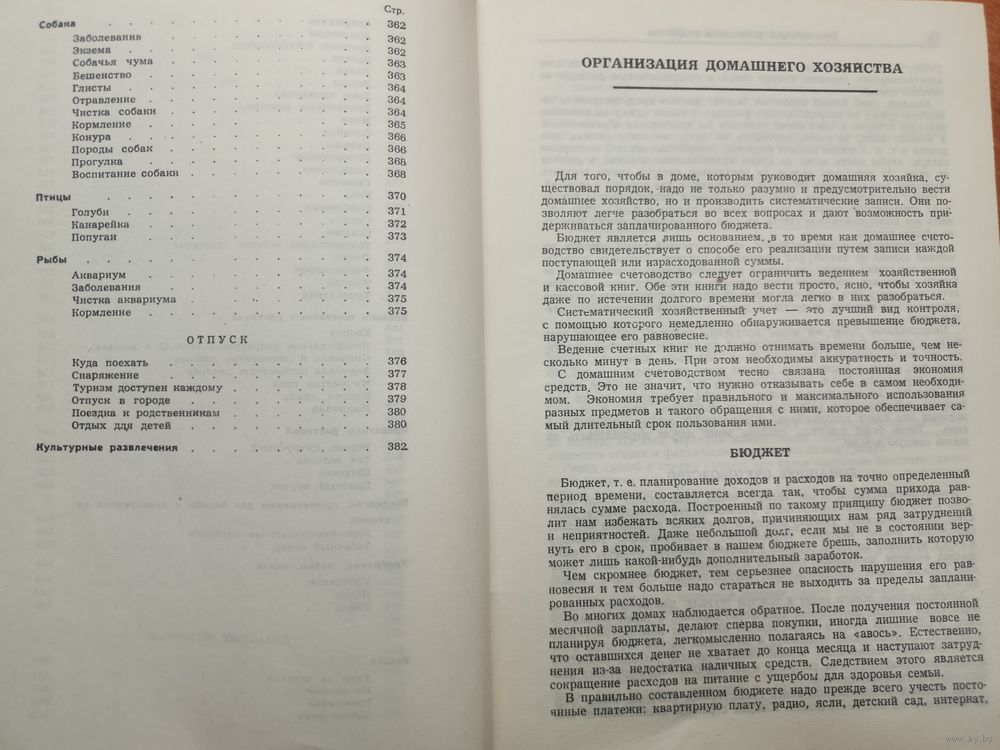 Стр.
Собака . . . . . . . . . . 362
Заболевания . . . . . . . . . 362
Экзема . . . . . . . . . 362
Собачья чума . . . . . . . . . 363
Бешенство . . . . . . . . . 363
Глисты . . . . . . . . . 364
Отравление . . . . . . . . . 364
Чистка собаки . . . . . . . . . 364
Кормление . . . . . . . . . 365
Конура . . . . . . . . . 366
Породы собак . . . . . . . . . 366
Прогулка . . . . . . . . . 368
Воспитание собаки . . . . . . . . 368
Птицы . . . . . . . . . . 370
Голуби . . . . . . . . . 371
Канарейка . . . . . . . . . 372
Попугаи . . . . . . . . . 373
Рыбы . . . . . . . . . . 374
Аквариум . . . . . . . . . 374
Заболевания . . . . . . . . . 374
Чистка аквариума . . . . . . . . 375
Кормление . . . . . . . . . 375
ОТПУСК
Куда поехать . . . . . . . . . 376
Снаряжение . . . . . . . . . 377
Туризм доступен каждому . . . . . . 378
Отпуск в городе . . . . . . . . 379
Поездка к родственникам . . . . . . 380
Отдых для детей . . . . . . . . 380
Культурные развлечения . . . . . . . 382
ОРГАНИЗАЦИЯ ДОМАШНЕГО ХОЗЯЙСТВА
Для того, чтобы в доме, которым руководит домашняя хозяйка, су-
ществовал порядок, надо не только разумно и предусмотрительно вести
домашнее хозяйство, но и производить систематические записи. Они по-
зволяют легче разобраться во всех вопросах и дают возможность при-
держиваться запланированного бюджета.
Бюджет является лишь основанием, в то время как домашнее счето-
водство свидетельствует о способе его реализации путем записи каждой
поступающей или израсходованной суммы.
Домашнее счетоводство следует ограничить ведением хозяйственной
и кассовой книг. Обе эти книги надо вести просто, ясно, чтобы хозяйка
даже по истечении долгого времени могла легко в них разобраться.
Систематический хозяйственный учет — это лучший вид контроля,
с помощью которого немедленно обнаруживается превышение бюджета,
нарушающее его равновесие.
Ведение счетных книг не должно отнимать времени больше, чем не-
сколько минут в день. При этом необходимы аккуратность и точность.
С домашним счетоводством тесно связана постоянная экономия
средств. Это не значит, что нужно отказывать себе в самом необходи-
мом. Экономия требует правильного и максимального использования
разных предметов и такого обращения с ними, которое обеспечивает са-
мый длительный срок пользования ими.
БЮДЖЕТ
Бюджет, т. е. планирование доходов и расходов на точно определенный
период времени, составляется всегда так, чтобы сумма прихода рав-
нялась сумме расхода. Построенный по такому принципу бюджет позво-
лит нам избежать всяких долгов, причиняющих нам ряд затруднений
и неприятностей. Даже небольшой долг, если мы не в состоянии вер-
нуть его в срок, пробивает в нашем бюджете брешь, заполнить которую
может лишь какой-нибудь дополнительный заработок.
Чем скромнее бюджет, тем серьезнее опасность нарушения его рав-
новесия и тем больше надо стараться не выходить за пределы заплани-
рованных расходов.
Во многих домах наблюдается обратное. После получения постоянной
месячной зарплаты, делают сперва покупки, иногда лишние вовсе не
планируя бюджета, легкомысленно полагаясь на «авось». Естественно,
что оставшихся денег не хватает до конца месяца и наступают затруд-
нения из-за недостатка наличных средств. Следствием этого является
сокращение расходов на питание с ущербом для здоровья семьи.
В правильно составленном бюджете надо прежде всего учесть посто-
янные платежи: квартирную плату, радио, ясли, детский сад, интернат,
www.ay.by